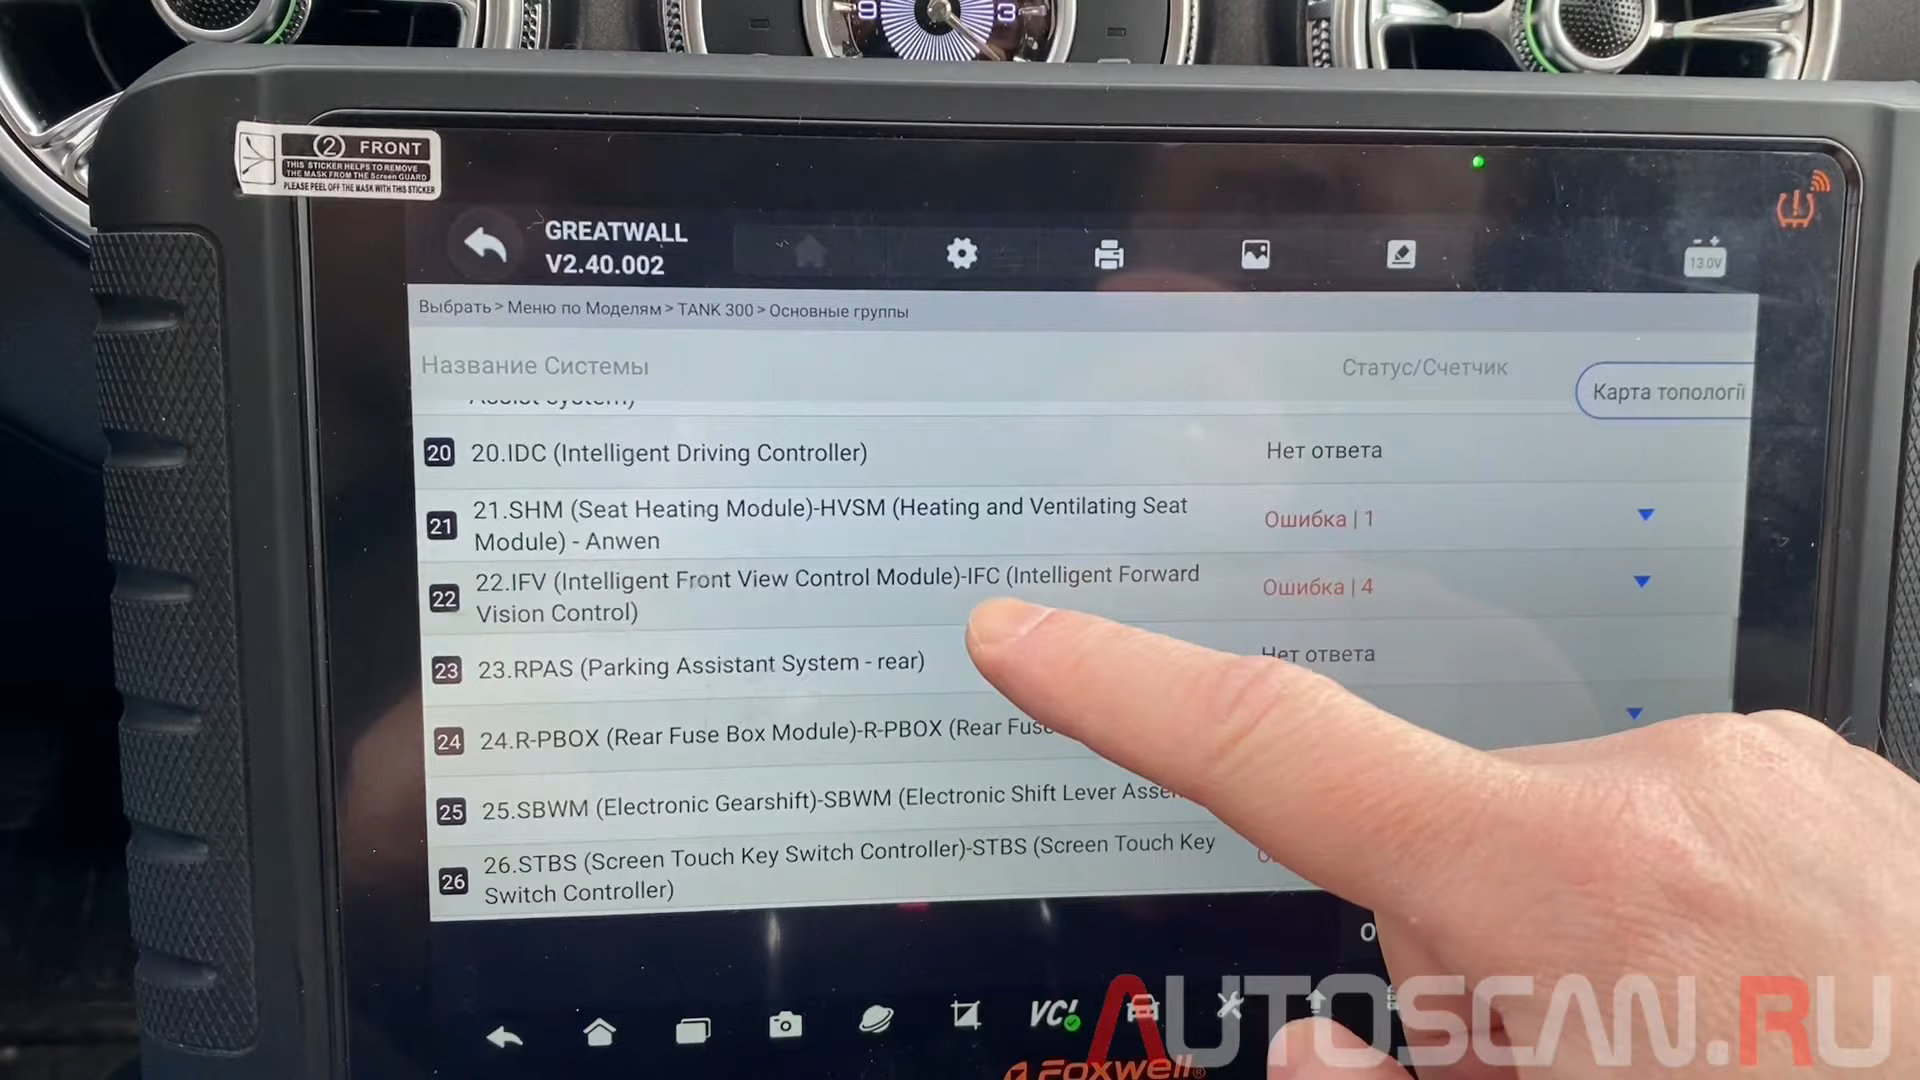 9 3
2 FRONT
THIS STICKER HELPS TO REMOVE
THE MASK FROM THE Screen GUARD
PLEASE PEEL OFF THE MASK WITH THIS STICKER
GREATWALL
V2.40.002
13.0V
Выбрать > Меню по Моделям > TANK 300 > Основные группы
Название Системы
Статус/Счетчик
Карта топології
Assist system)
20 20.IDC (Intelligent Driving Controller) Нет ответа
21 21.SHM (Seat Heating Module)-HVSM (Heating and Ventilating Seat
Module) - Anwen
Ошибка | 1
22 22.IFV (Intelligent Front View Control Module)-IFC (Intelligent Forward
Vision Control)
Ошибка | 4
23 23.RPAS (Parking Assistant System - rear) Нет ответа
24 24.R-PBOX (Rear Fuse Box Module)-R-PBOX (Rear Fuse
25 25.SBWM (Electronic Gearshift)-SBWM (Electronic Shift Lever Assem
26 26.STBS (Screen Touch Key Switch Controller)-STBS (Screen Touch Key
Switch Controller)
VC!
FOXWELL®
AUTOSCAN.RU